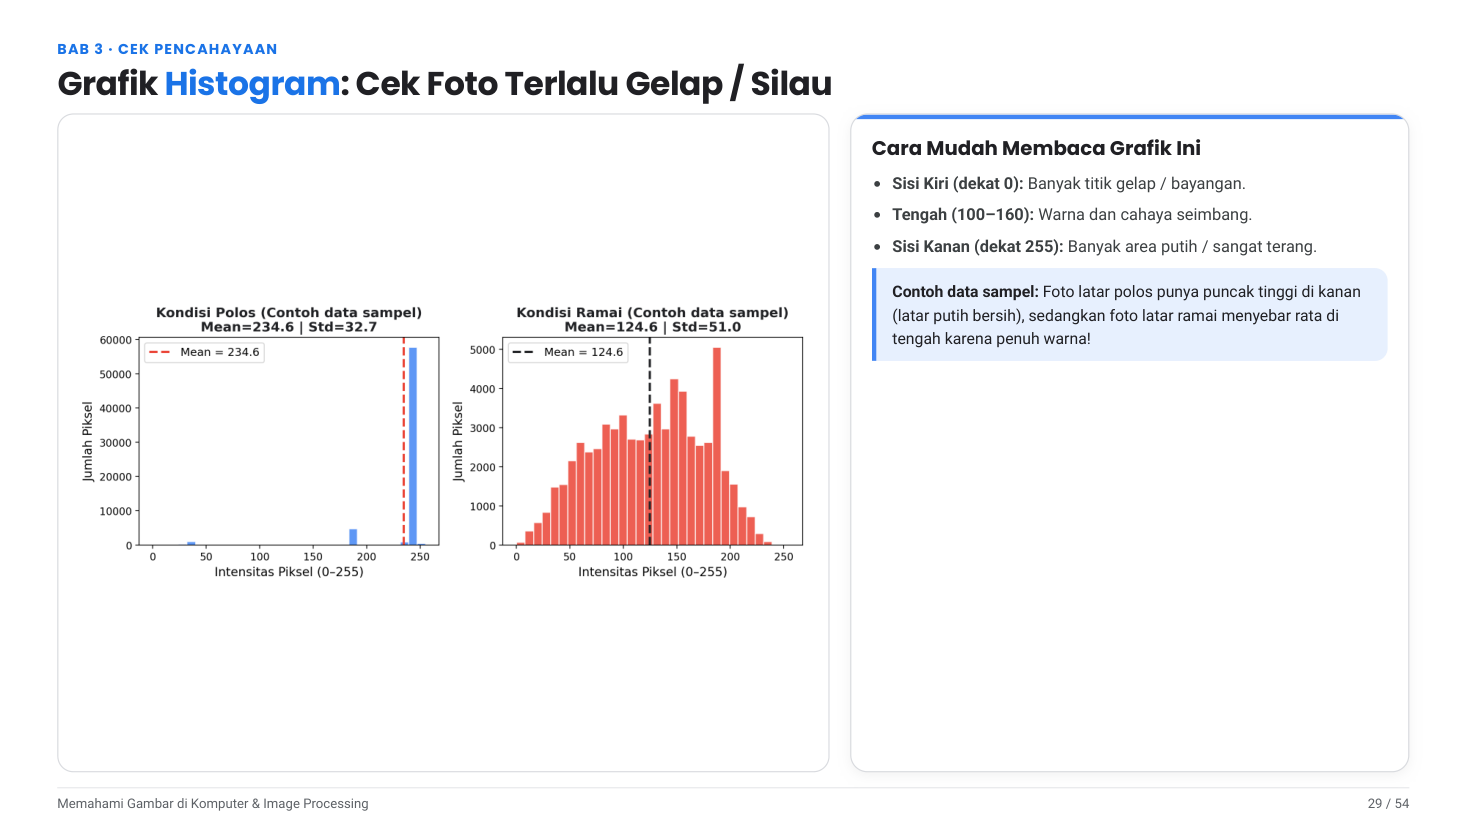 BAB 3 · CEK PENCAHAYAAN
Grafik Histogram: Cek Foto Terlalu Gelap / Silau
Kondisi Polos (Contoh data sampel)
Mean=234.6 | Std=32.7
Mean = 234.6
60000
50000
40000
30000
20000
10000
0
Jumlah Piksel
0 50 100 150 200 250
Intensitas Piksel (0–255)
Kondisi Ramai (Contoh data sampel)
Mean=124.6 | Std=51.0
Mean = 124.6
5000
4000
3000
2000
1000
0
Jumlah Piksel
0 50 100 150 200 250
Intensitas Piksel (0–255)
Cara Mudah Membaca Grafik Ini
• Sisi Kiri (dekat 0): Banyak titik gelap / bayangan.
• Tengah (100–160): Warna dan cahaya seimbang.
• Sisi Kanan (dekat 255): Banyak area putih / sangat terang.
Contoh data sampel: Foto latar polos punya puncak tinggi di kanan
(latar putih bersih), sedangkan foto latar ramai menyebar rata di
tengah karena penuh warna!
Memahami Gambar di Komputer & Image Processing
29 / 54